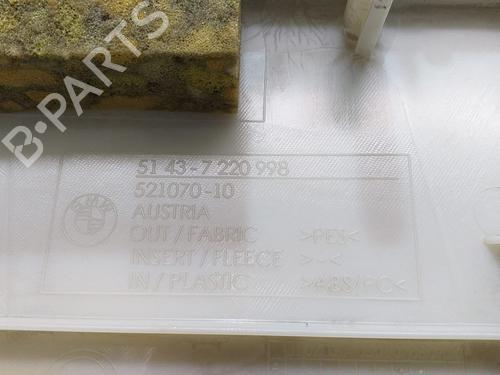 B-PARTS
51 43-7 220 998
521070-10
AUSTRIA
OUT / FABRIC >PES<
INSERT / FLEECE >-<
IN / PLASTIC >ABS/PC<